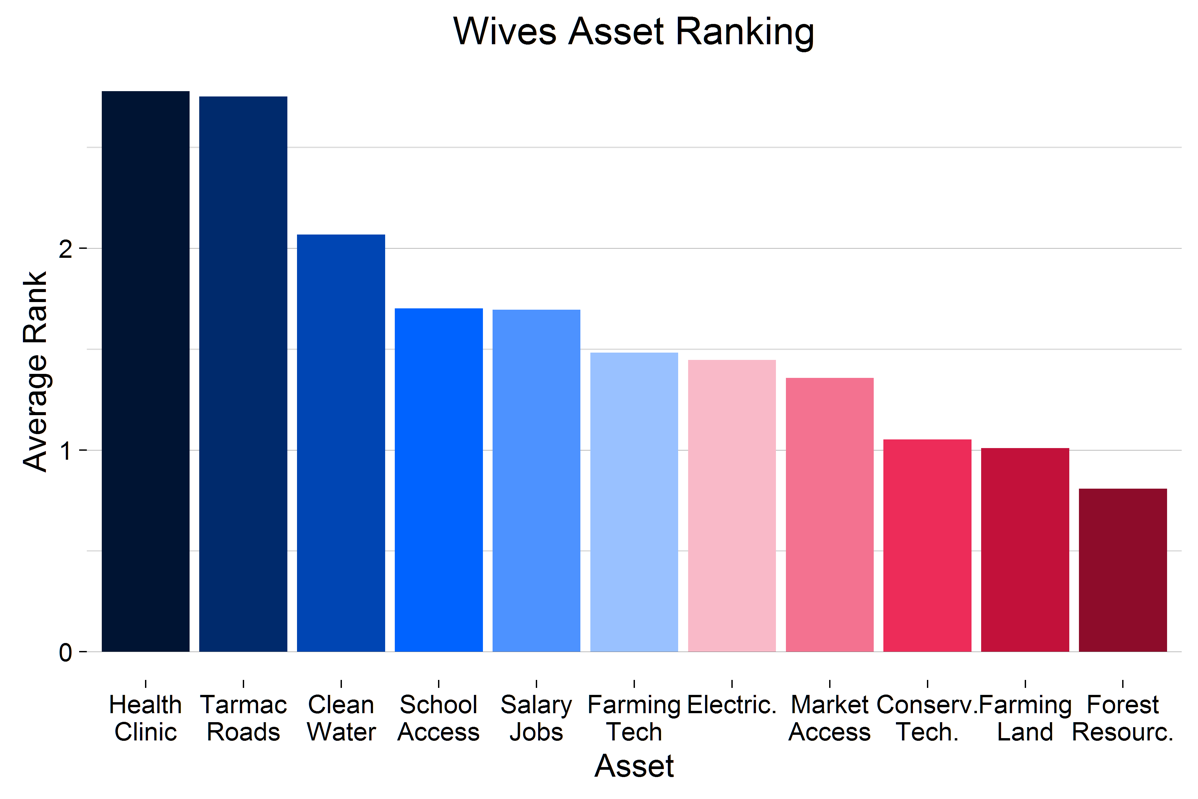 Wives Asset Ranking
Average Rank
2
1
0
Health Tarmac Clean School Salary Farming Electric. Market Conserv. Farming Forest
Clinic Roads Water Access Jobs Tech Access Tech. Land Resourc.
Asset